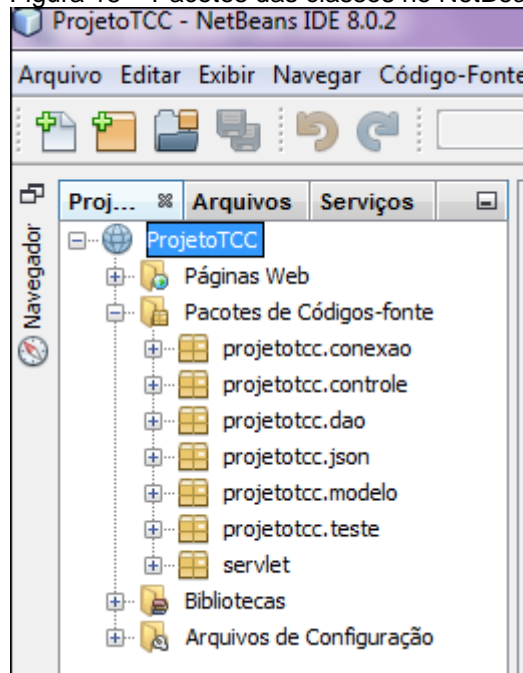 ProjetoTCC - NetBeans IDE 8.0.2
Arquivo Editar Exibir Navegar Código-Fonte
Proj... Arquivos Serviços
Navegador
ProjetoTCC
Páginas Web
Pacotes de Códigos-fonte
projetotcc.conexao
projetotcc.controle
projetotcc.dao
projetotcc.json
projetotcc.modelo
projetotcc.teste
servlet
Bibliotecas
Arquivos de Configuração